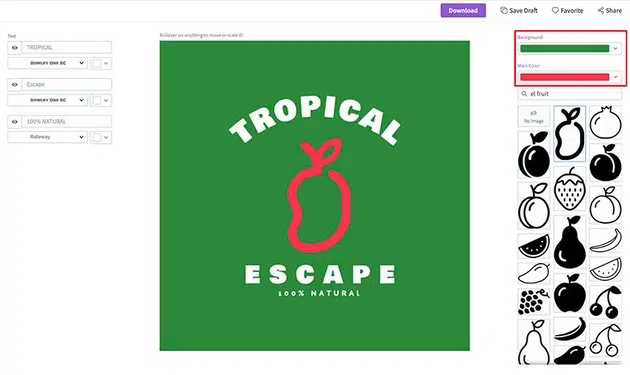 Download
Save Draft
Favorite
Share
Text
TROPICAL
BOWLBY ONE SC
Escape
BOWLBY ONE SC
100% NATURAL
Raleway
Rollover on anything to move or scale it!
TROPICAL
ESCAPE
100% NATURAL
Background
Main Color
el fruit
No Image